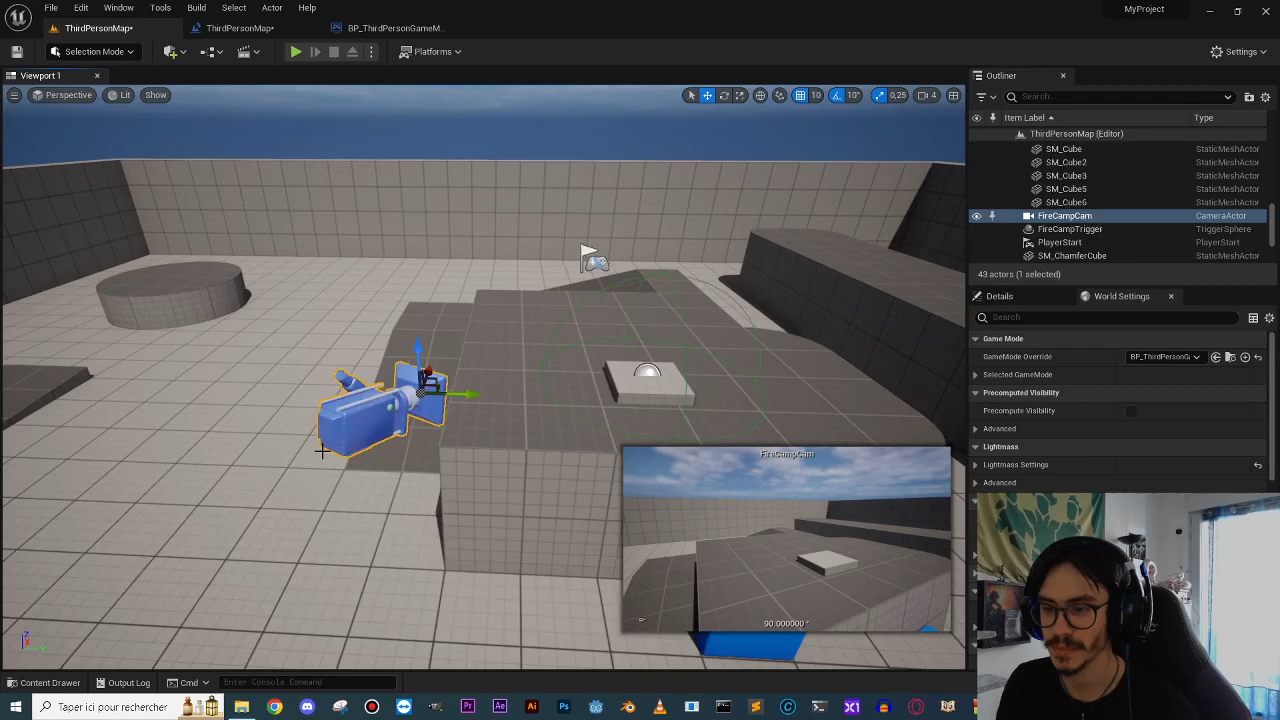 File Edit Window Tools Build Select Actor Help
MyProject
ThirdPersonMap* ThirdPersonMap* BP_ThirdPersonGameM...
Selection Mode Platforms Settings
Viewport 1
Perspective Lit Show 10 10° 0,25 4
Outliner
Search...
Item Label Type
ThirdPersonMap (Editor)
SM_Cube StaticMeshActor
SM_Cube2 StaticMeshActor
SM_Cube3 StaticMeshActor
SM_Cube5 StaticMeshActor
SM_Cube6 StaticMeshActor
FireCampCam CameraActor
FireCampTrigger TriggerSphere
PlayerStart PlayerStart
SM_ChamferCube StaticMeshActor
43 actors (1 selected)
Details World Settings
Search
Game Mode
GameMode Override BP_ThirdPersonG
Selected GameMode
Precomputed Visibility
Precompute Visibility
Advanced
Lightmass
Lightmass Settings
Advanced
FireCampCam
90.000000 °
Z
X
Y
Content Drawer Output Log Cmd Enter Console Command
Taper ici pour rechercher